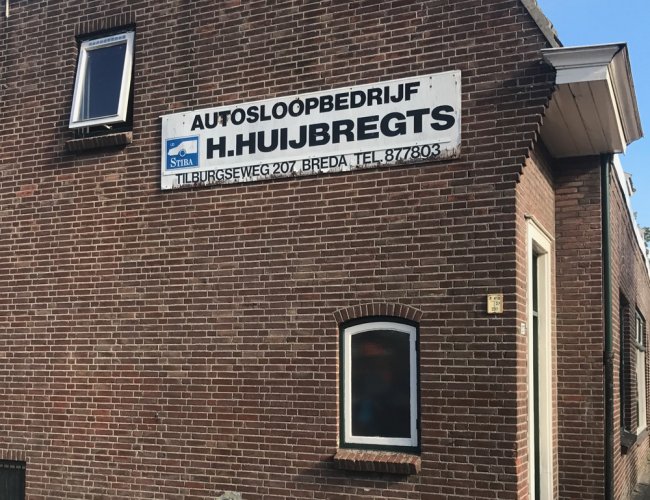 AUTOSLOOPBEDRIJF
H.HUIJBREGTS
STIBA
TILBURGSEWEG 207 BREDA TEL. 877803